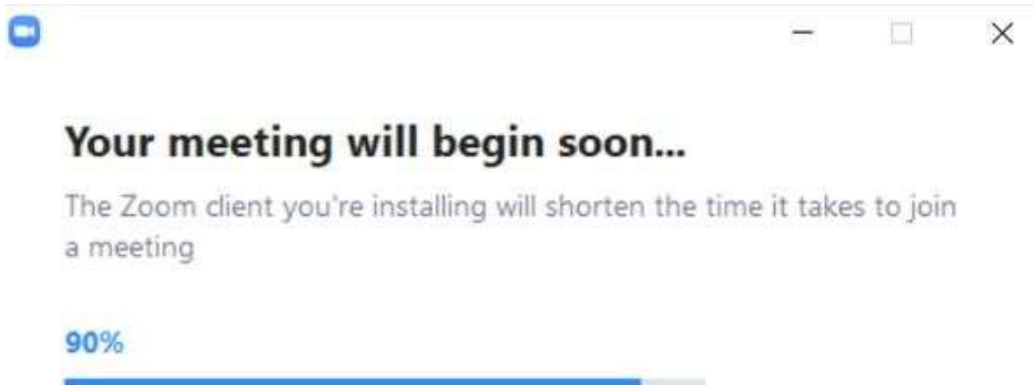 Your meeting will begin soon...
The Zoom client you're installing will shorten the time it takes to join
a meeting
90%